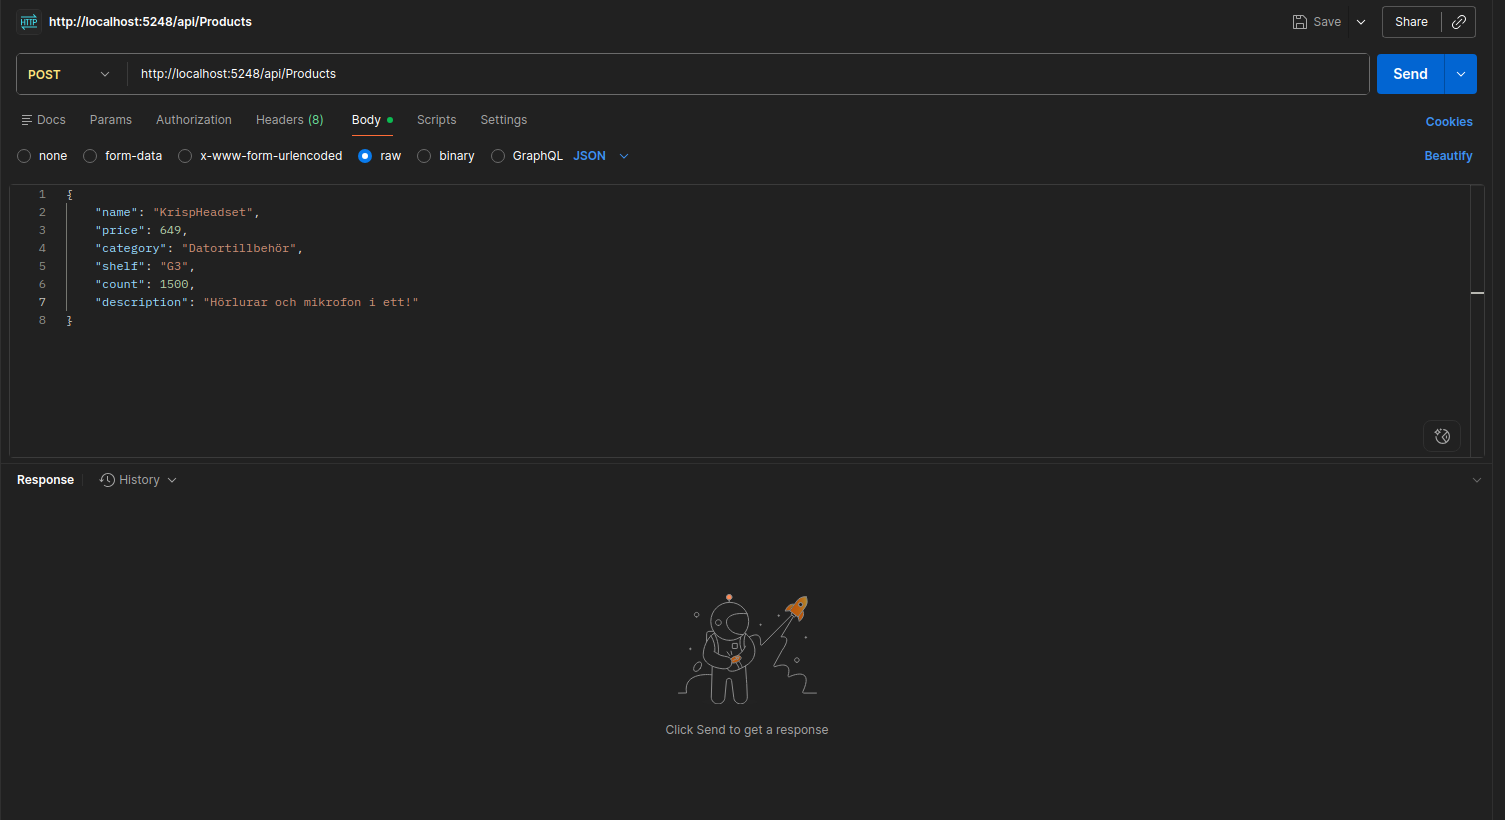 HTTP http://localhost:5248/api/Products Save Share
POST http://localhost:5248/api/Products Send
Docs Params Authorization Headers (8) Body Scripts Settings Cookies
none form-data x-www-form-urlencoded raw binary GraphQL JSON Beautify
1 {
2 "name": "KrispHeadset",
3 "price": 649,
4 "category": "Datortillbehör",
5 "shelf": "G3",
6 "count": 1500,
7 "description": "Hörlurar och mikrofon i ett!"
8 }
Response History
Click Send to get a response